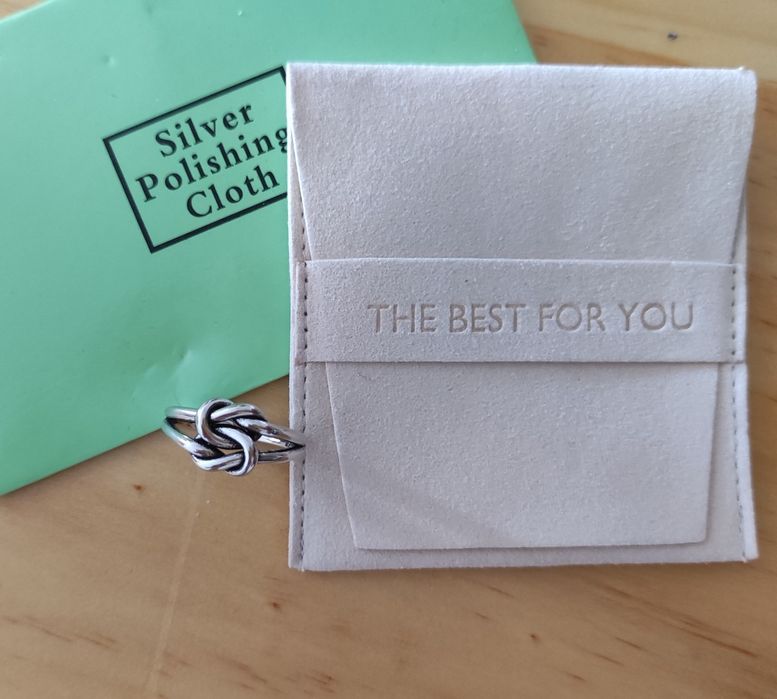 Silver
Polishing
Cloth
THE BEST FOR YOU